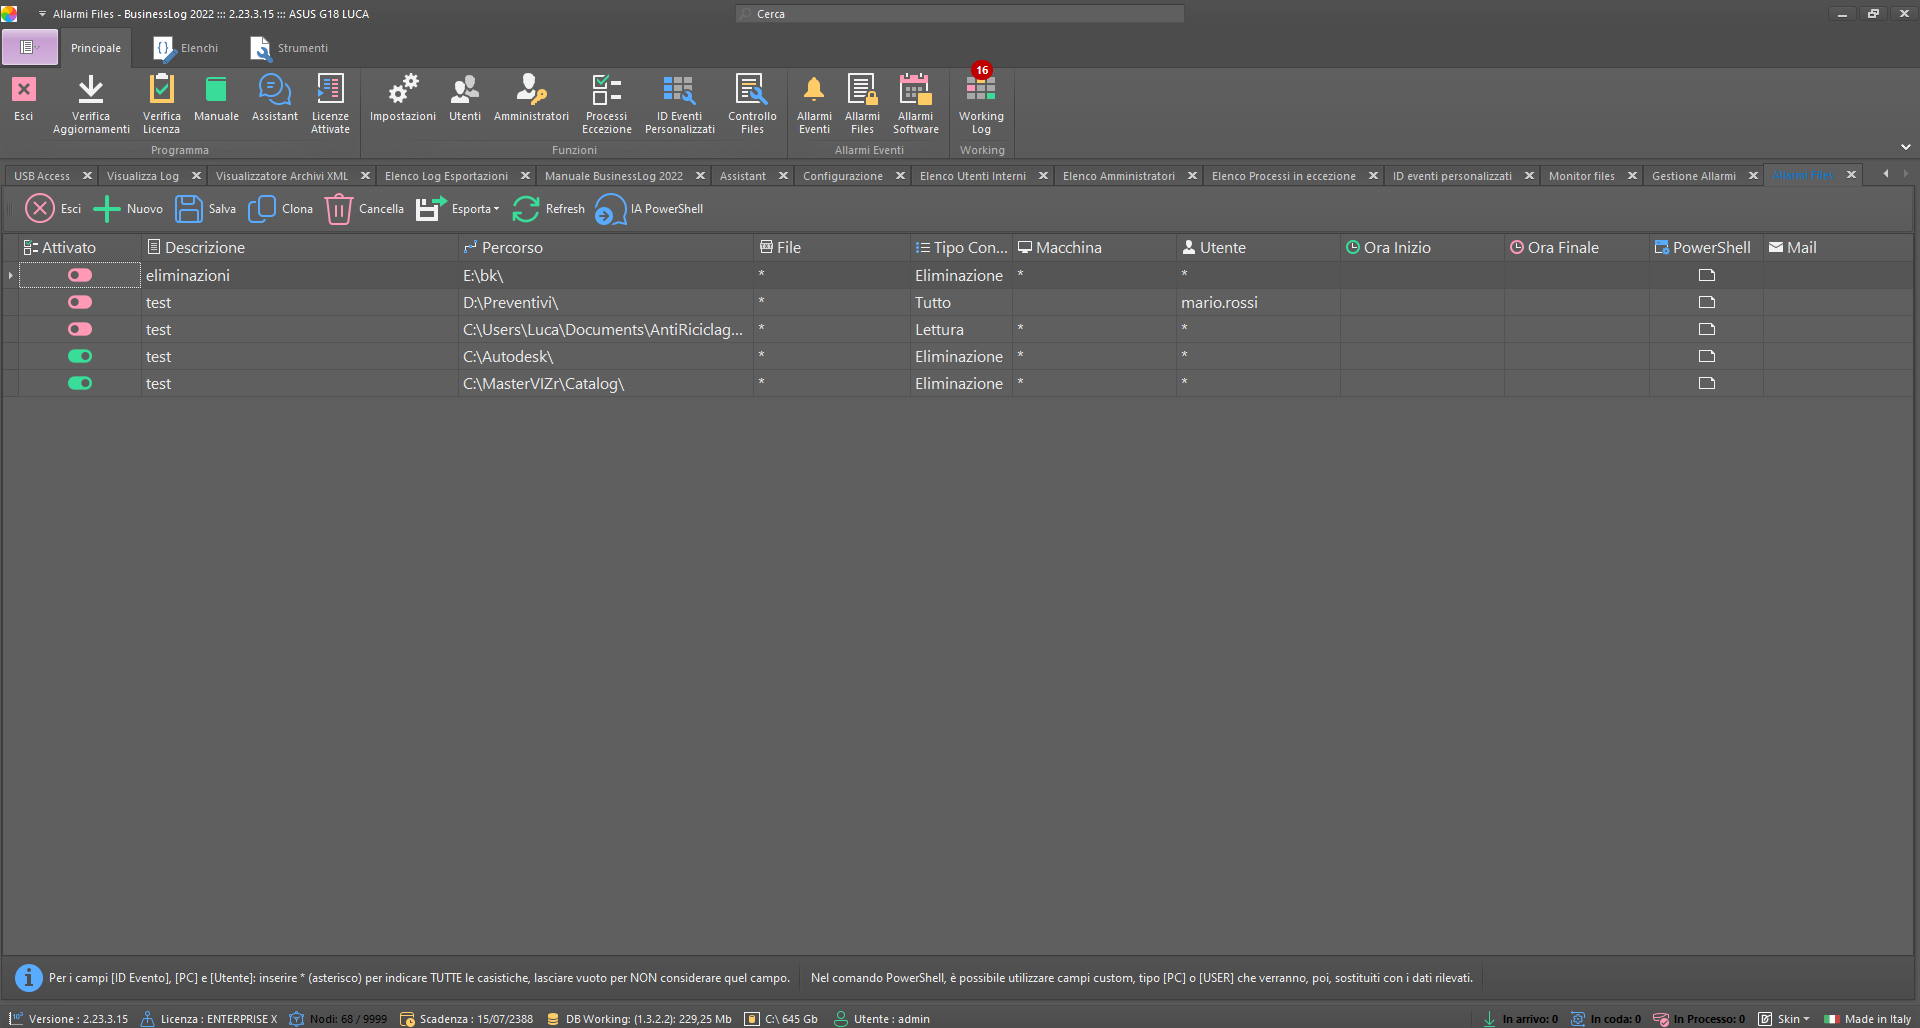 Allarmi Files - BusinessLog 2022 ::: 2.23.3.15 ::: ASUS G18 LUCA
Cerca
Principale
Elenchi
Strumenti
Esci
Verifica Aggiornamenti
Verifica Licenza
Manuale
Assistant
Licenze Attivate
Programma
Impostazioni
Utenti
Amministratori
Processi Eccezione
ID Eventi Personalizzati
Controllo Files
Funzioni
Allarmi Eventi
Allarmi Files
Allarmi Software
Allarmi Eventi
16
Working Log
Working
USB Access
Visualizza Log
Visualizzatore Archivi XML
Elenco Log Esportazioni
Manuale BusinessLog 2022
Assistant
Configurazione
Elenco Utenti Interni
Elenco Amministratori
Elenco Processi in eccezione
ID eventi personalizzati
Monitor files
Gestione Allarmi
Allarmi Files
Esci
Nuovo
Salva
Clona
Cancella
Esporta
Refresh
IA PowerShell
Attivato Descrizione Percorso File Tipo Con... Macchina Utente Ora Inizio Ora Finale PowerShell Mail
eliminazioni E:\bk\ * Eliminazione * *
test D:\Preventivi\ * Tutto mario.rossi
test C:\Users\Luca\Documents\AntiRiciclag... * Lettura * *
test C:\Autodesk\ * Eliminazione * *
test C:\MasterVIZr\Catalog\ * Eliminazione * *
Per i campi [ID Evento], [PC] e [Utente]: inserire * (asterisco) per indicare TUTTE le casistiche, lasciare vuoto per NON considerare quel campo.
Nel comando PowerShell, è possibile utilizzare campi custom, tipo [PC] o [USER] che verranno, poi, sostituiti con i dati rilevati.
Versione : 2.23.3.15
Licenza : ENTERPRISE X
Nodi: 68 / 9999
Scadenza : 15/07/2388
DB Working: (1.3.2.2): 229,25 Mb
C:\ 645 Gb
Utente : admin
In arrivo: 0
In coda: 0
In Processo: 0
Skin
Made in Italy